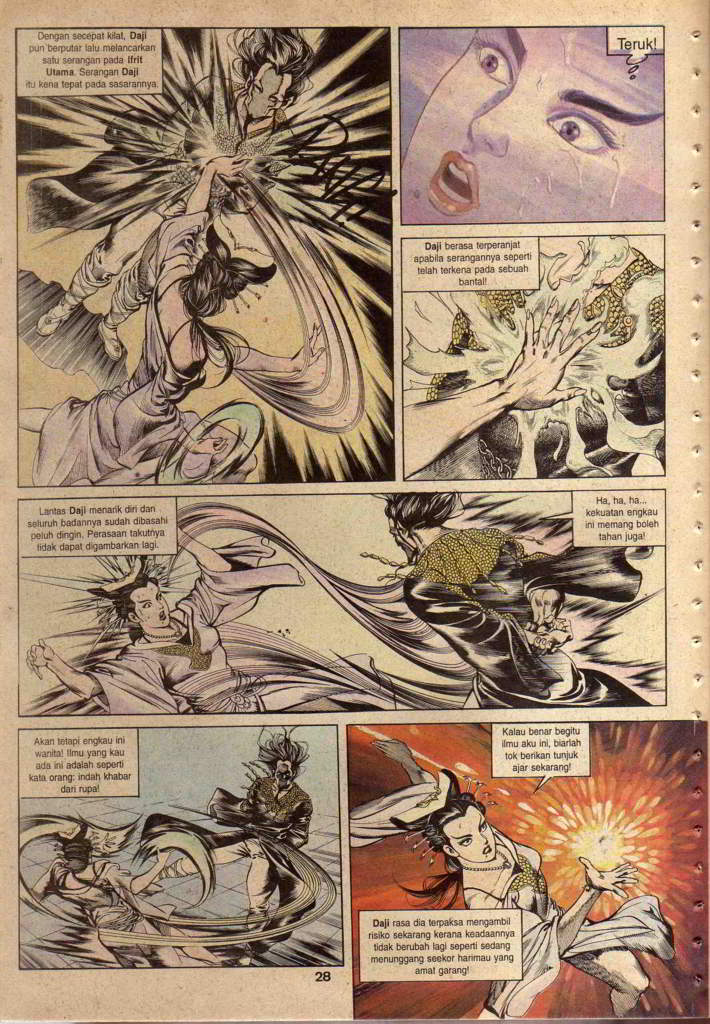 Dengan secepat kilat, Daji
pun berputar lalu melancarkan
satu serangan pada Ifrit
Utama. Serangan Daji
itu kena tepat pada sasarannya.
Teruk!
Daji berasa terperanjat
apabila serangannya seperti
telah terkena pada sebuah
bantal!
Lantas Daji menarik diri dan
seluruh badannya sudah dibasahi
peluh dingin. Perasaan takutnya
tidak dapat digambarkan lagi.
Ha, ha, ha...
kekuatan engkau
ini memang boleh
tahan juga!
Akan tetapi engkau ini
wanita! Ilmu yang kau
ada ini adalah seperti
kata orang: indah khabar
dari rupa!
Kalau benar begitu
ilmu aku ini, biarlah
tok berikan tunjuk
ajar sekarang!
Daji rasa dia terpaksa mengambil
risiko sekarang kerana keadaannya
tidak berubah lagi seperti sedang
menunggang seekor harimau yang
amat garang!
28